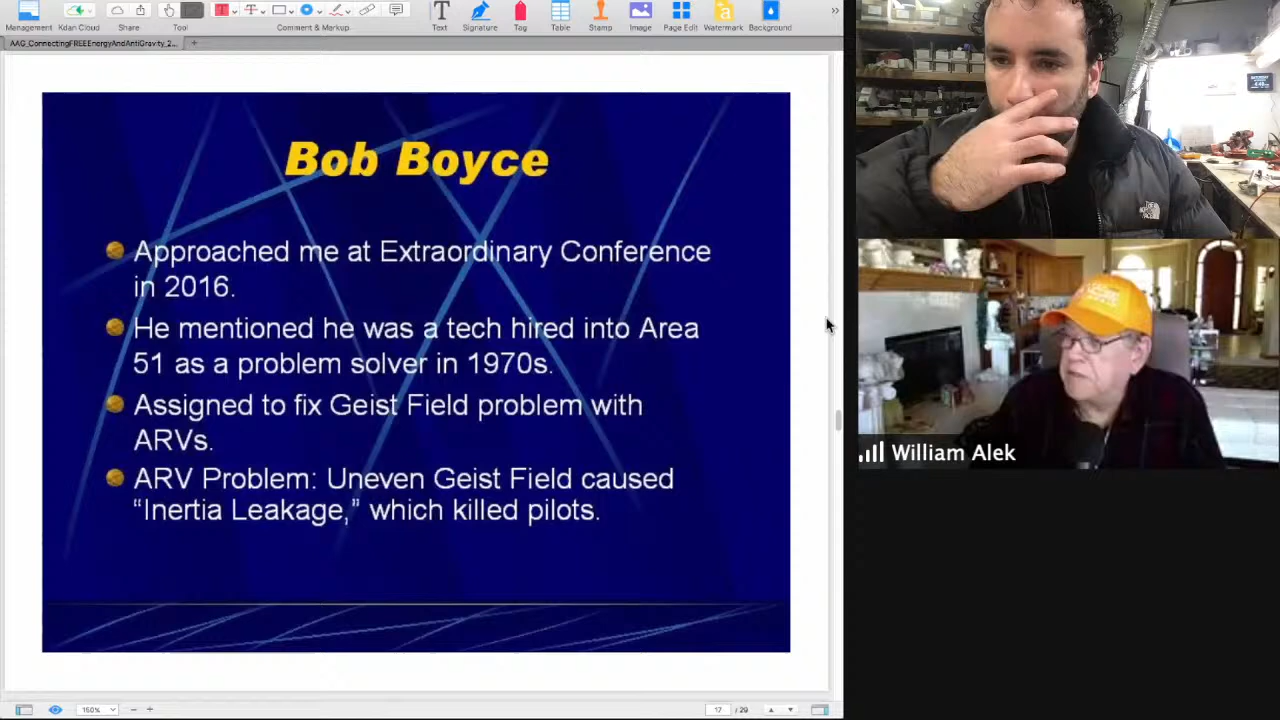 Management
Kdan Cloud
Share
Tool
Comment & Markup
Text
Signature
Tag
Table
Stamp
Image
Page Edit
Watermark
Background
AAG_ConnectingFREEEnergyAndAntiGravity_2...
Bob Boyce
Approached me at Extraordinary Conference
in 2016.
He mentioned he was a tech hired into Area
51 as a problem solver in 1970s.
Assigned to fix Geist Field problem with
ARVs.
ARV Problem: Uneven Geist Field caused
“Inertia Leakage,” which killed pilots.
William Alek
150%
17 / 29